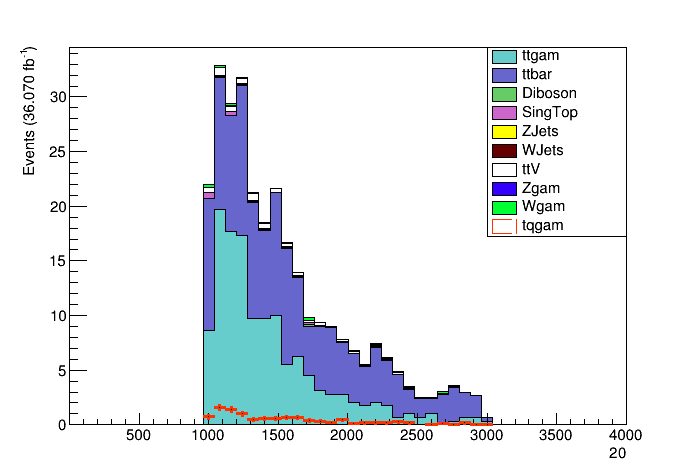 Events (36.070 fb⁻¹)
30
25
20
15
10
5
0
ttgam
ttbar
Diboson
SingTop
ZJets
WJets
ttV
Zgam
Wgam
tqgam
500 1000 1500 2000 2500 3000 3500 4000
20